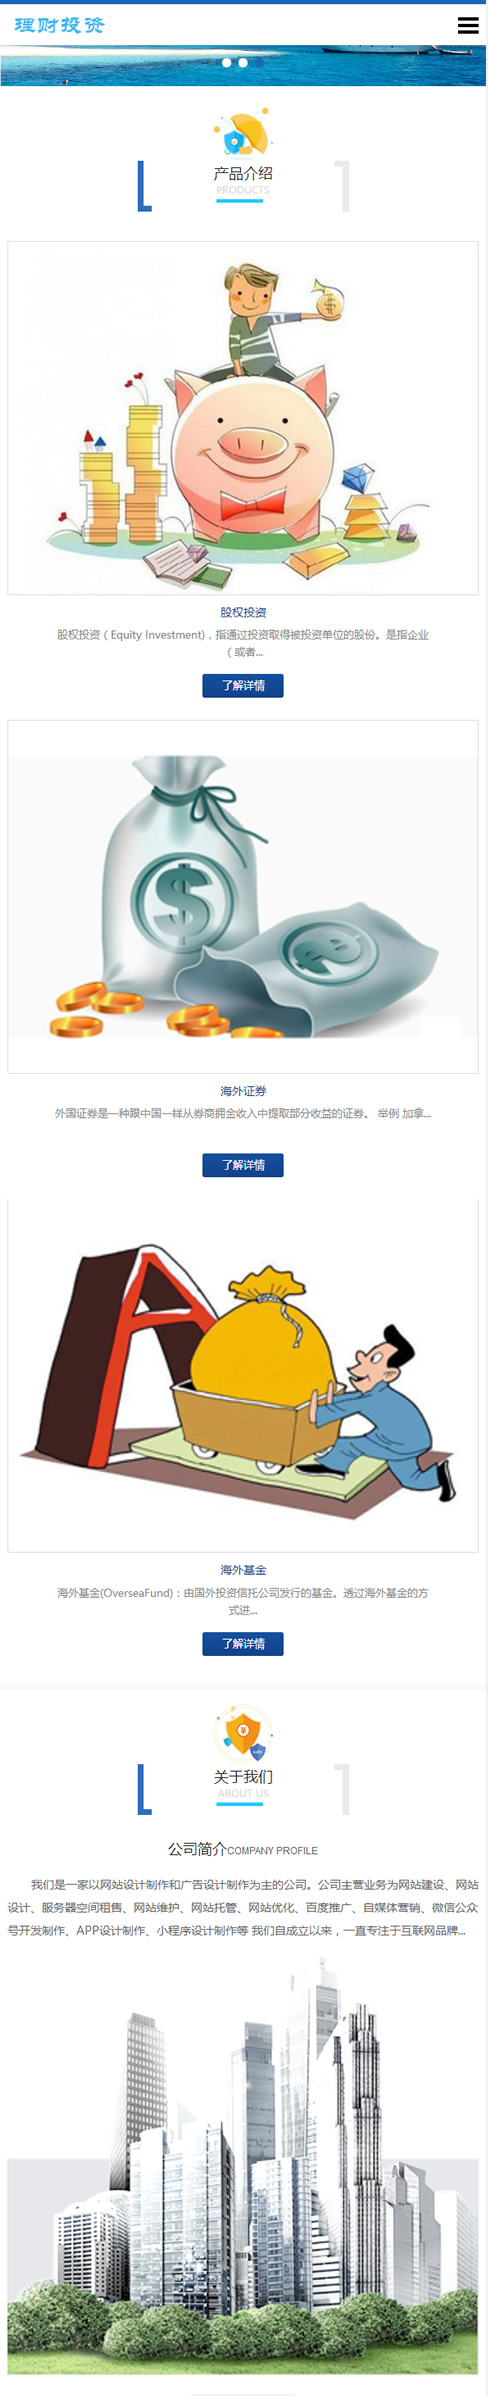 理财投资
产品介绍
PRODUCTS
股权投资
股权投资 ( Equity Investment)，指通过投资取得被投资单位的股份。是指企业
( 或者...
了解详情
$
海外证券
外国证券是一种跟中国一样从券商拥金收入中提取部分收益的证券。 举例 加拿...
了解详情
A
海外基金
海外基金(OverseaFund)：由国外投资信托公司发行的基金。透过海外基金的方
式进...
了解详情
¥
关于我们
ABOUT US
公司简介COMPANY PROFILE
我们是一家以网站设计制作和广告设计制作为主的公司。公司主营业务为网站建设、网站
设计、服务器空间租售、网站维护、网站托管、网站优化、百度推广、自媒体营销、微信公众
号开发制作、APP设计制作、小程序设计制作等 我们自成立以来，一直专注于互联网品牌...